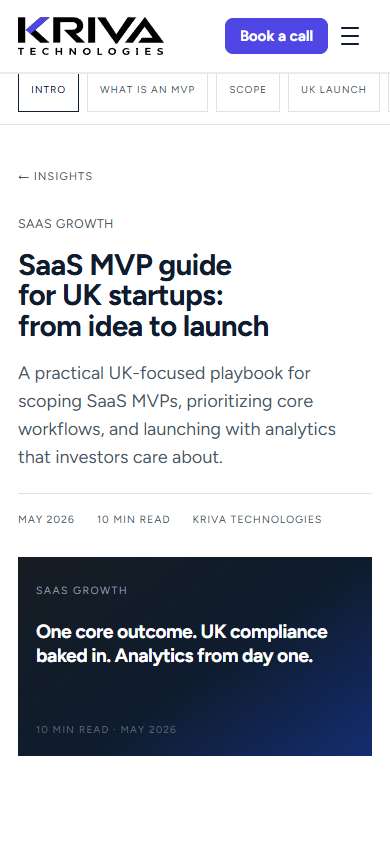 KRIVA
TECHNOLOGIES
Book a call
INTRO
WHAT IS AN MVP
SCOPE
UK LAUNCH
← INSIGHTS
SAAS GROWTH
SaaS MVP guide
for UK startups:
from idea to launch
A practical UK-focused playbook for
scoping SaaS MVPs, prioritizing core
workflows, and launching with analytics
that investors care about.
MAY 2026
10 MIN READ
KRIVA TECHNOLOGIES
SAAS GROWTH
One core outcome. UK compliance
baked in. Analytics from day one.
10 MIN READ · MAY 2026